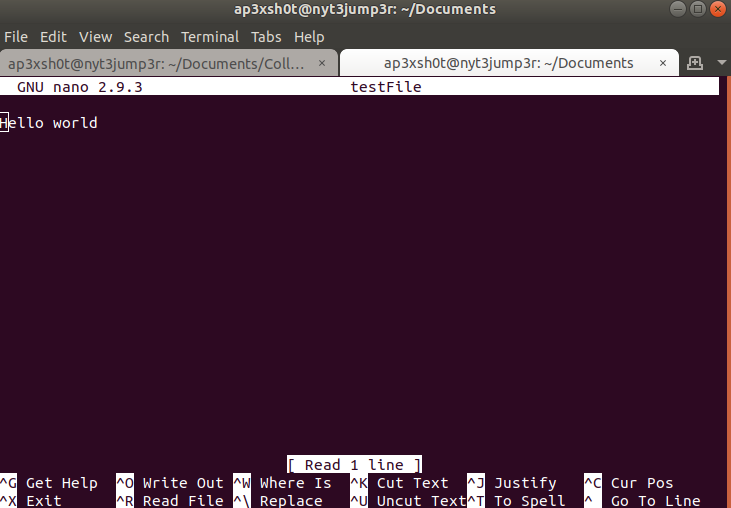 ap3xsh0t@nyt3jump3r: ~/Documents
File Edit View Search Terminal Tabs Help
ap3xsh0t@nyt3jump3r: ~/Documents/Coll... × ap3xsh0t@nyt3jump3r: ~/Documents ×
GNU nano 2.9.3 testFile
Hello world
[ Read 1 line ]
^G Get Help ^O Write Out ^W Where Is ^K Cut Text ^J Justify ^C Cur Pos
^X Exit ^R Read File ^\ Replace ^U Uncut Text ^T To Spell ^ Go To Line